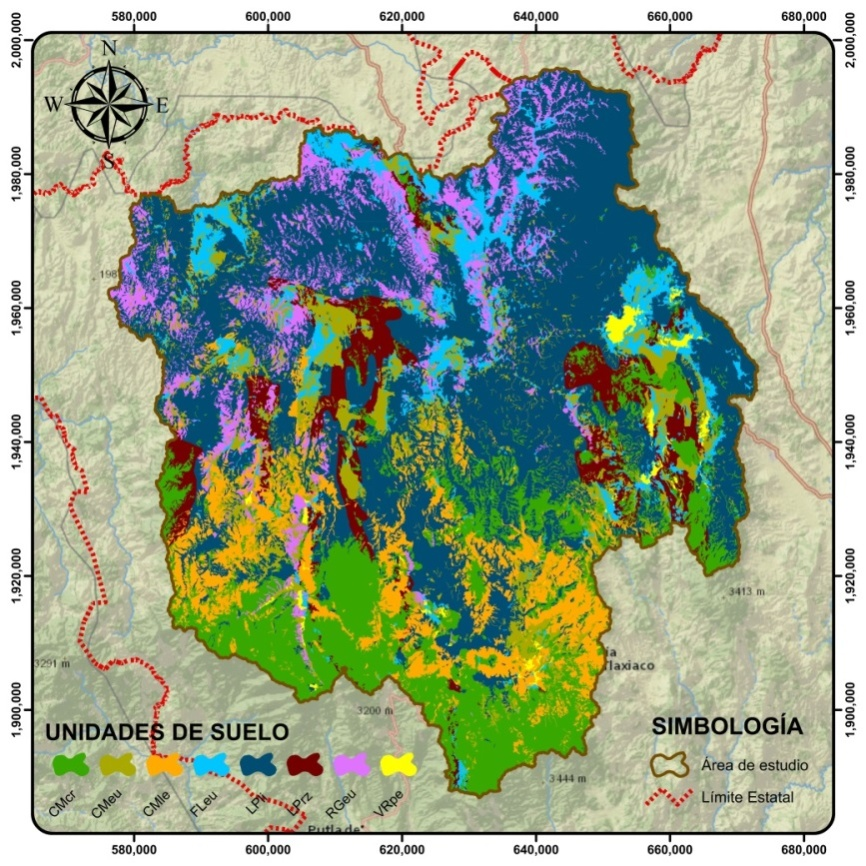 580,000 600,000 620,000 640,000 660,000 680,000
2,000,000 2,000,000
N
W E
S
1,980,000 1,980,000
198
1,960,000 1,960,000
1,940,000 1,940,000
1,920,000 1,920,000
3413 m
3291 m
Tlaxiaco
1,900,000 1,900,000
3200 m
UNIDADES DE SUELO
SIMBOLOGÍA
Área de estudio
3444 m
Límite Estatal
CMcr CMeu CMle FLeu LPli LPrz RGeu VRpe
Putla de
580,000 600,000 620,000 640,000 660,000 680,000